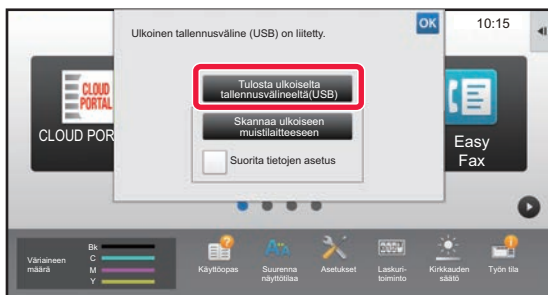 Ulkoinen tallennusväline (USB) on liitetty.
OK
10:15
Tulosta ulkoiselta
tallennusvälineeltä(USB)
Skannaa ulkoiseen
muistilaitteeseen
Suorita tietojen asetus
CLOUD
PORTAL
CLOUD POR
Easy
Fax
Väriaineen
määrä
Bk
C
M
Y
Käyttöopas
Suurenna
näyttötilaa
Asetukset
Laskuri-
toiminto
Kirkkauden
säätö
Työn tila